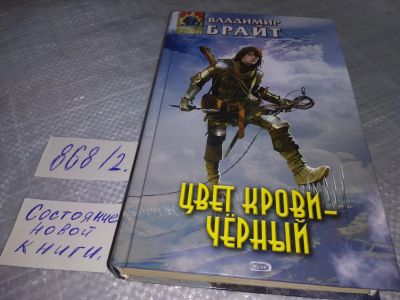 ВЛАДИМИР
БРАЙТ
ЦВЕТ КРОВИ–
ЧЁРНЫЙ
868/2.
Состояние
новой
книги.